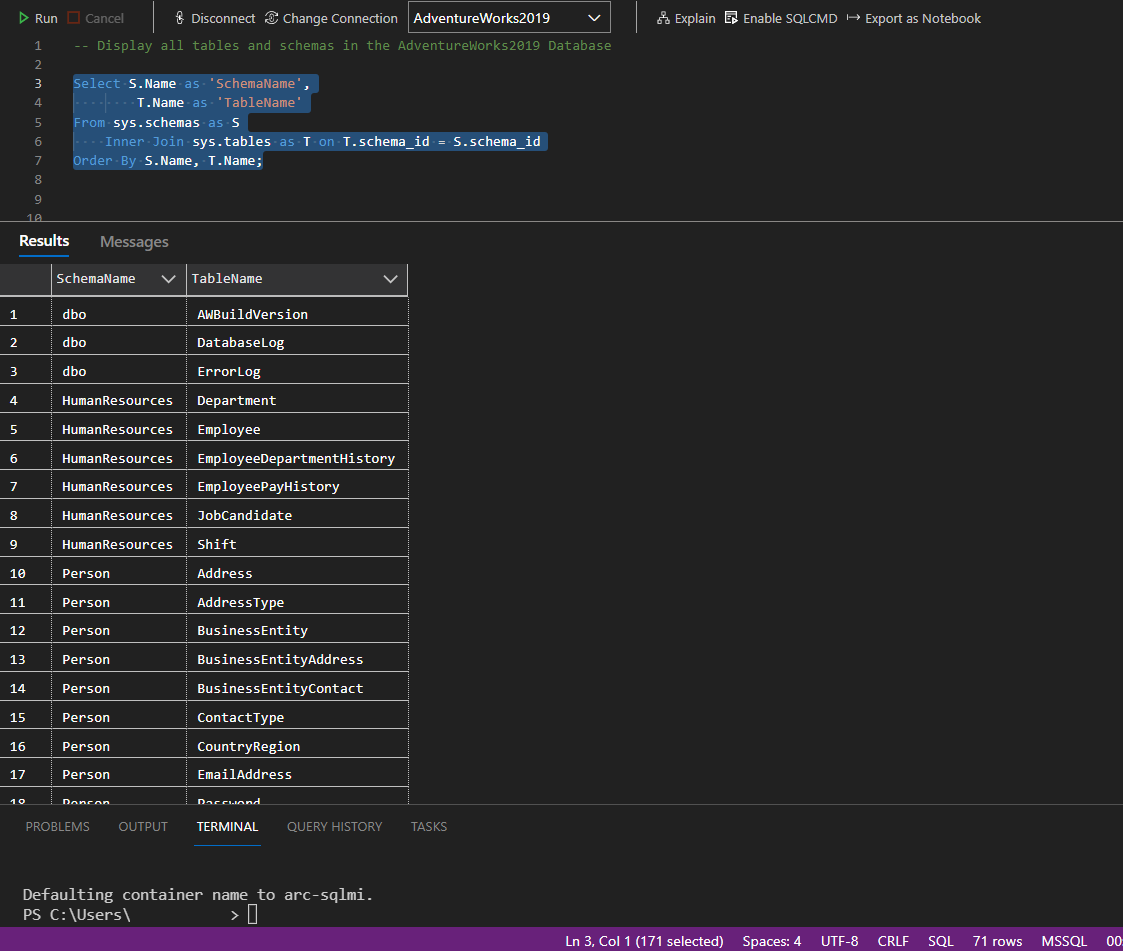 Run Cancel Disconnect Change Connection AdventureWorks2019 Explain Enable SQLCMD Export as Notebook
1 -- Display all tables and schemas in the AdventureWorks2019 Database
2
3 Select S.Name as 'SchemaName',
4 T.Name as 'TableName'
5 From sys.schemas as S
6 Inner Join sys.tables as T on T.schema_id = S.schema_id
7 Order By S.Name, T.Name;
8
9
10
Results Messages
SchemaName TableName
1 dbo AWBuildVersion
2 dbo DatabaseLog
3 dbo ErrorLog
4 HumanResources Department
5 HumanResources Employee
6 HumanResources EmployeeDepartmentHistory
7 HumanResources EmployeePayHistory
8 HumanResources JobCandidate
9 HumanResources Shift
10 Person Address
11 Person AddressType
12 Person BusinessEntity
13 Person BusinessEntityAddress
14 Person BusinessEntityContact
15 Person ContactType
16 Person CountryRegion
17 Person EmailAddress
18 Person Password
PROBLEMS OUTPUT TERMINAL QUERY HISTORY TASKS
Defaulting container name to arc-sqlmi.
PS C:\Users\ >
Ln 3, Col 1 (171 selected) Spaces: 4 UTF-8 CRLF SQL 71 rows MSSQL